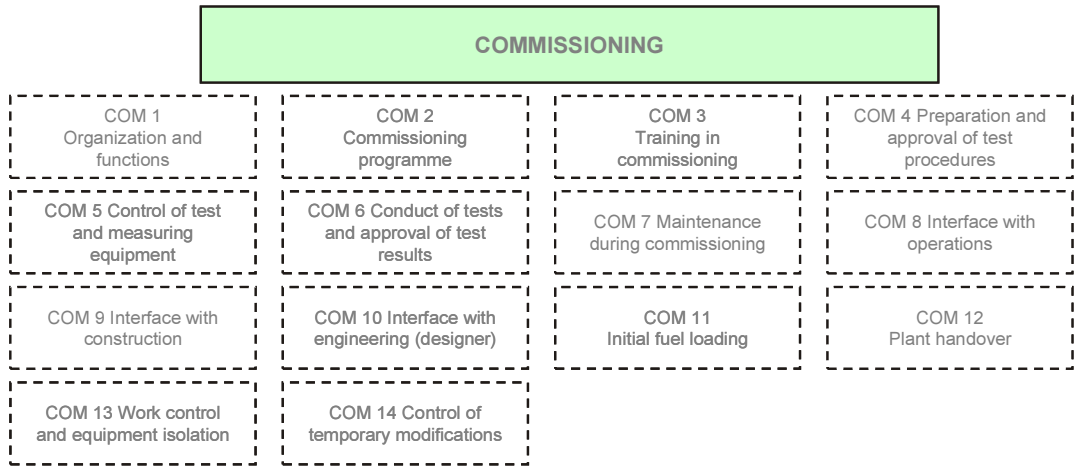 COMMISSIONING
COM 1
Organization and
functions
COM 2
Commissioning
programme
COM 3
Training in
commissioning
COM 4 Preparation and
approval of test
procedures
COM 5 Control of test
and measuring
equipment
COM 6 Conduct of tests
and approval of test
results
COM 7 Maintenance
during commissioning
COM 8 Interface with
operations
COM 9 Interface with
construction
COM 10 Interface with
engineering (designer)
COM 11
Initial fuel loading
COM 12
Plant handover
COM 13 Work control
and equipment isolation
COM 14 Control of
temporary modifications